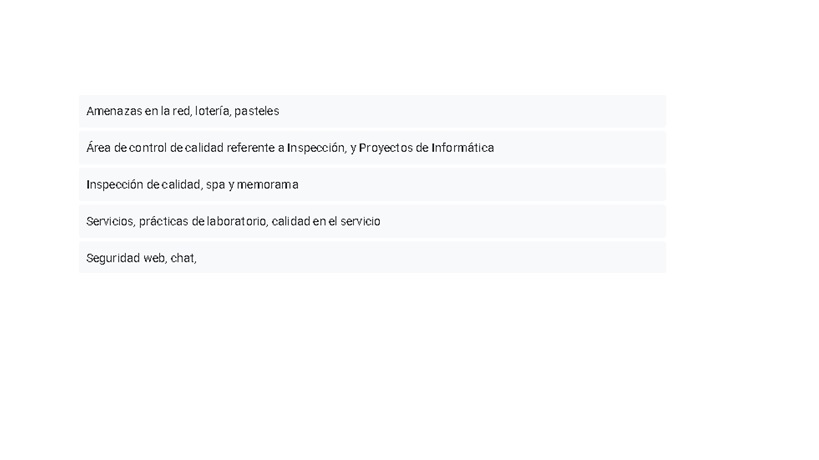 Amenazas en la red, lotería, pasteles
Área de control de calidad referente a Inspección, y Proyectos de Informática
Inspección de calidad, spa y memorama
Servicios, prácticas de laboratorio, calidad en el servicio
Seguridad web, chat,